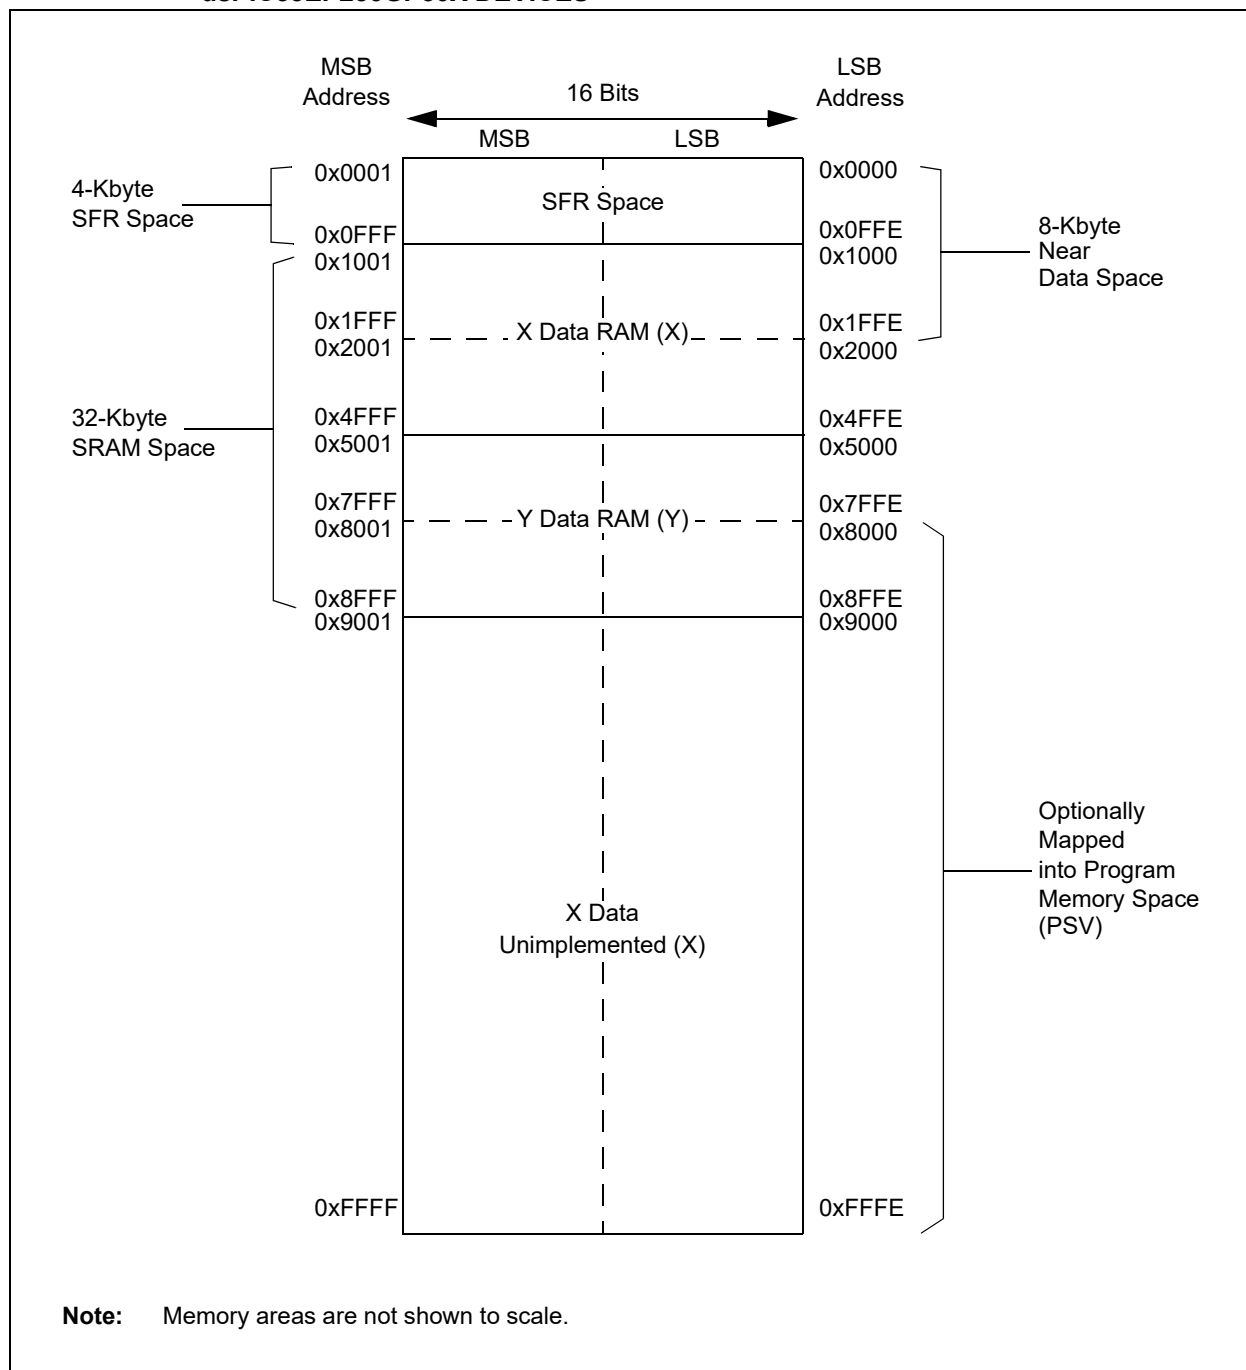 MSB
Address
16 Bits
LSB
Address
MSB
LSB
0x0001
0x0000
4-Kbyte
SFR Space
SFR Space
0x0FFF
0x0FFE
0x1001
0x1000
8-Kbyte
Near
Data Space
0x1FFF
0x1FFE
X Data RAM (X)
0x2001
0x2000
32-Kbyte
SRAM Space
0x4FFF
0x4FFE
0x5001
0x5000
0x7FFF
0x7FFE
Y Data RAM (Y)
0x8001
0x8000
0x8FFF
0x8FFE
0x9001
0x9000
Optionally
Mapped
into Program
Memory Space
(PSV)
X Data
Unimplemented (X)
0xFFFF
0xFFFE
Note: Memory areas are not shown to scale.